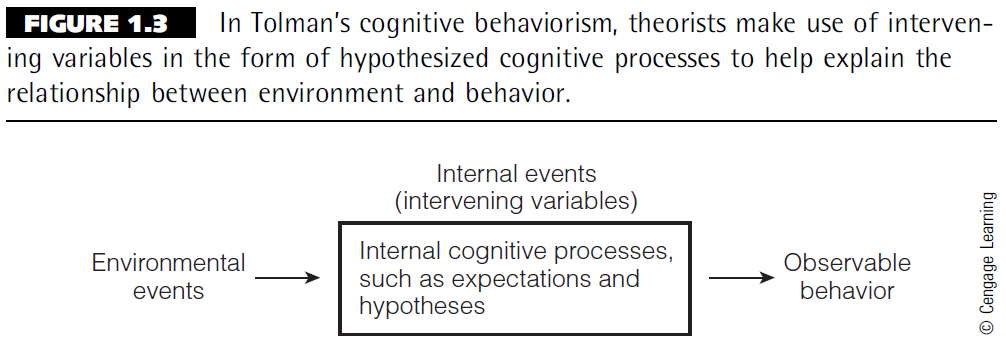 FIGURE 1.3 In Tolman's cognitive behaviorism, theorists make use of interven-
ing variables in the form of hypothesized cognitive processes to help explain the
relationship between environment and behavior.
Internal events
(intervening variables)
Environmental
events
Internal cognitive processes,
such as expectations and
hypotheses
Observable
behavior
© Cengage Learning